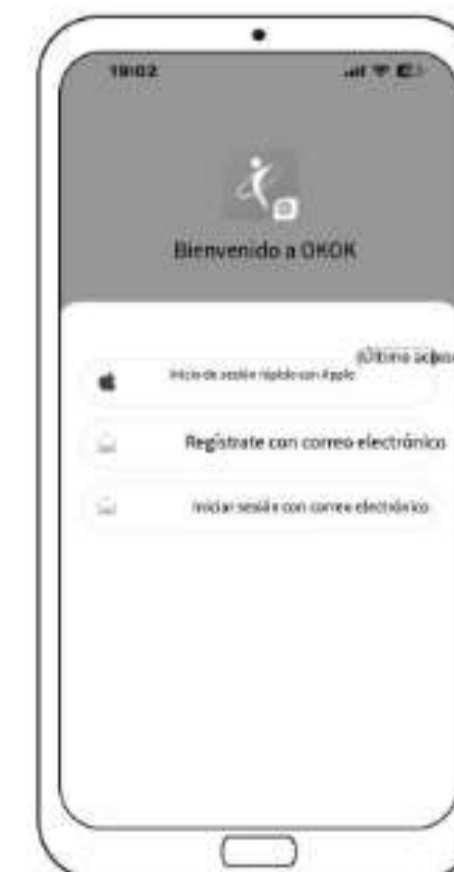 19:02
Bienvenido a OKOK
Último acceso
Inicio de sesión rápido con Apple
Regístrate con correo electrónico
Iniciar sesión con correo electrónico